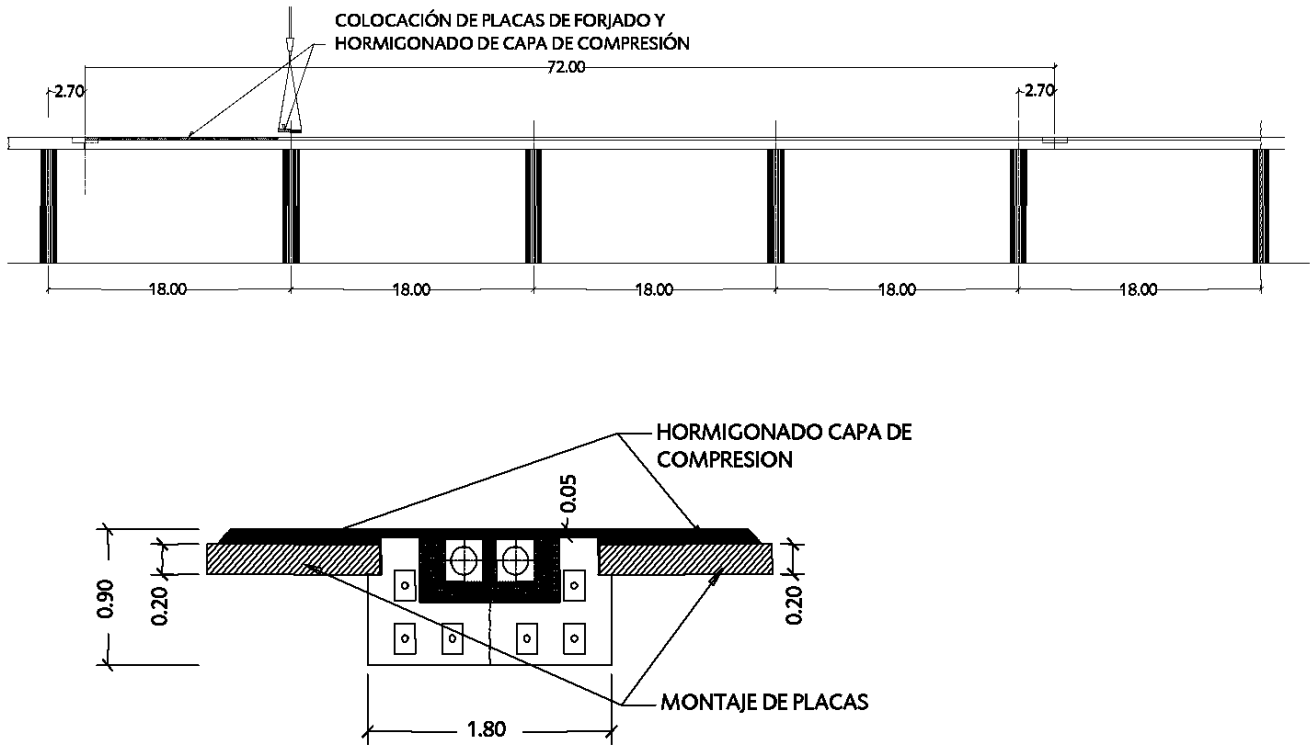 COLOCACIÓN DE PLACAS DE FORJADO Y
HORMIGONADO DE CAPA DE COMPRESIÓN
72.00
2.70
2.70
18.00
18.00
18.00
18.00
18.00
HORMIGONADO CAPA DE
COMPRESION
0.05
0.90
0.20
0.20
MONTAJE DE PLACAS
1.80